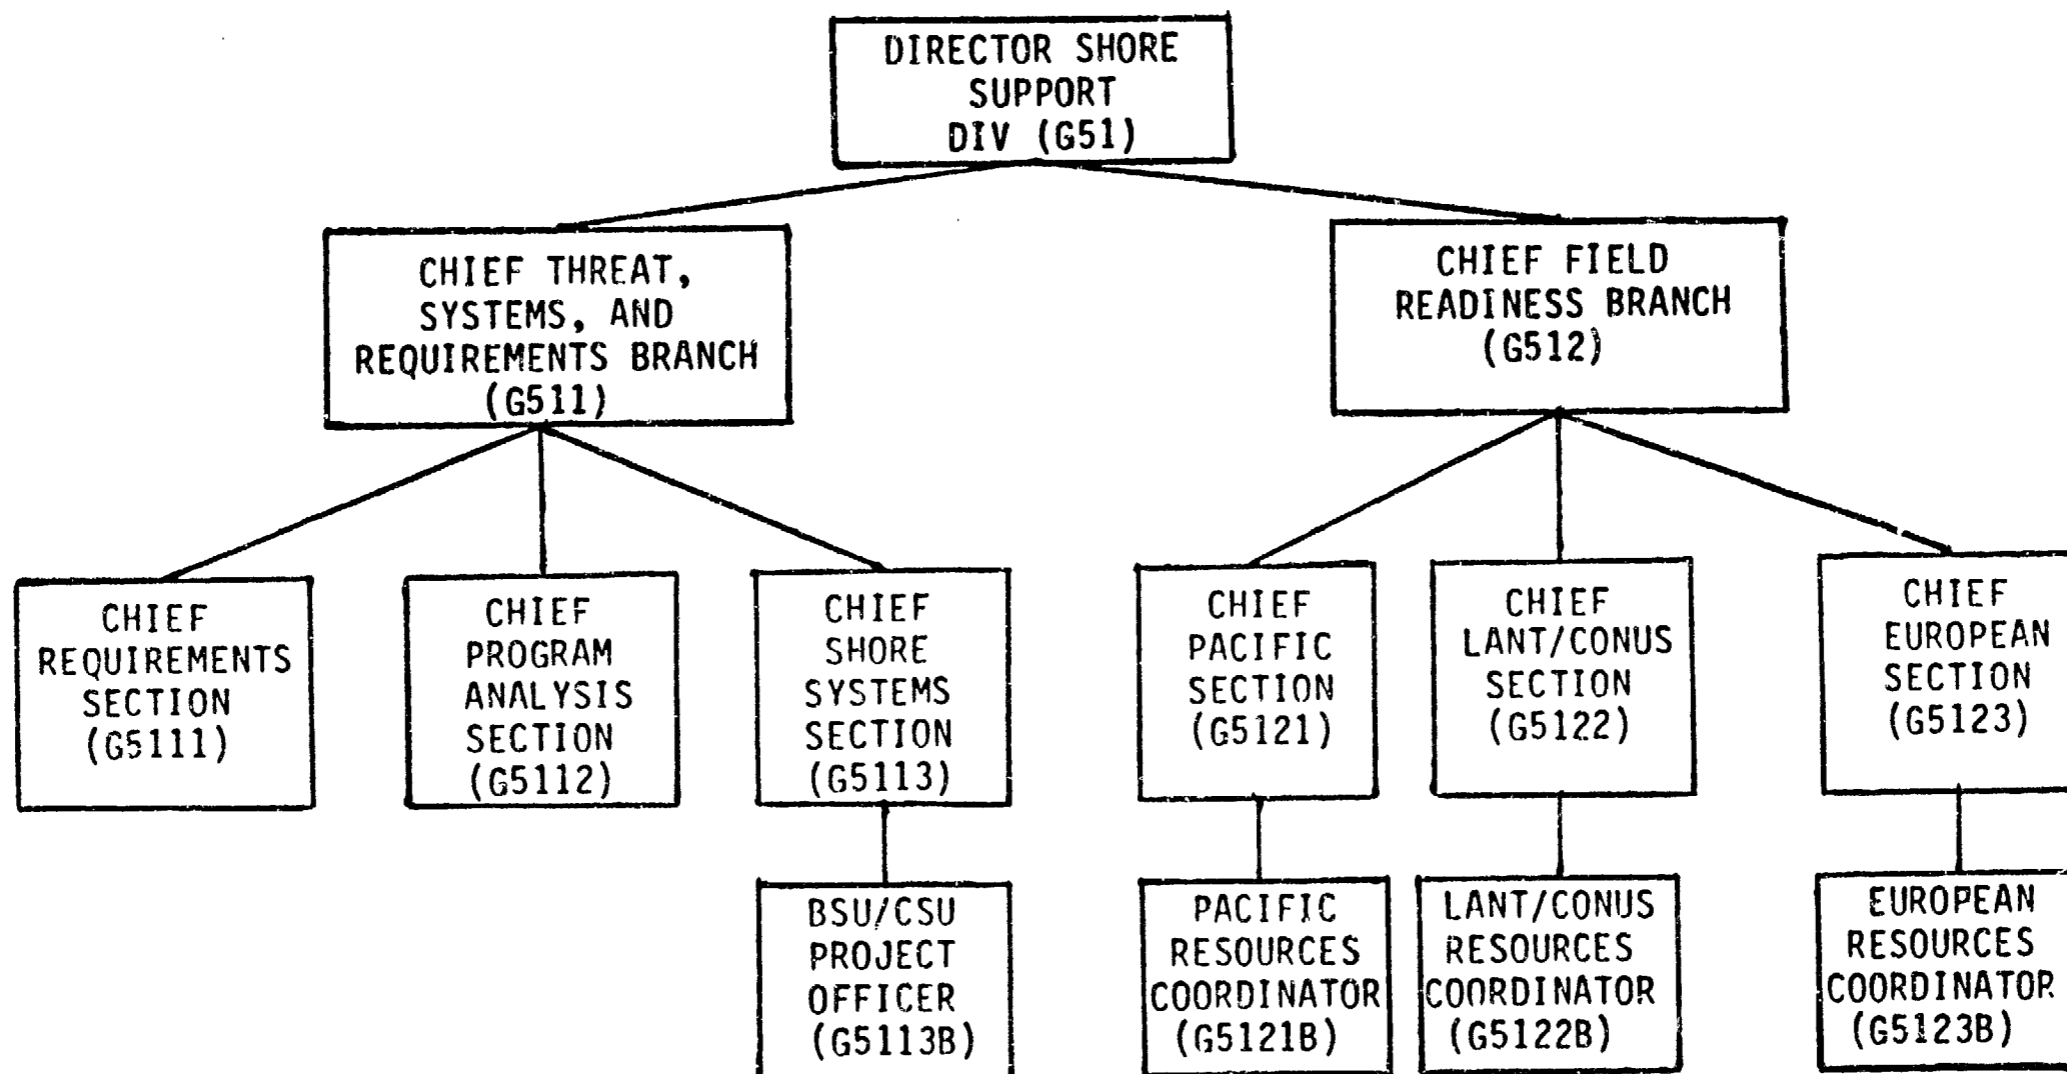 DIRECTOR SHORE
SUPPORT
DIV (G51)
CHIEF THREAT,
SYSTEMS, AND
REQUIREMENTS BRANCH
(G511)
CHIEF FIELD
READINESS BRANCH
(G512)
CHIEF
REQUIREMENTS
SECTION
(G5111)
CHIEF
PROGRAM
ANALYSIS
SECTION
(G5112)
CHIEF
SHORE
SYSTEMS
SECTION
(G5113)
CHIEF
PACIFIC
SECTION
(G5121)
CHIEF
LANT/CONUS
SECTION
(G5122)
CHIEF
EUROPEAN
SECTION
(G5123)
BSU/CSU
PROJECT
OFFICER
(G5113B)
PACIFIC
RESOURCES
COORDINATOR
(G5121B)
LANT/CONUS
RESOURCES
COORDINATOR
(G5122B)
EUROPEAN
RESOURCES
COORDINATOR
(G5123B)